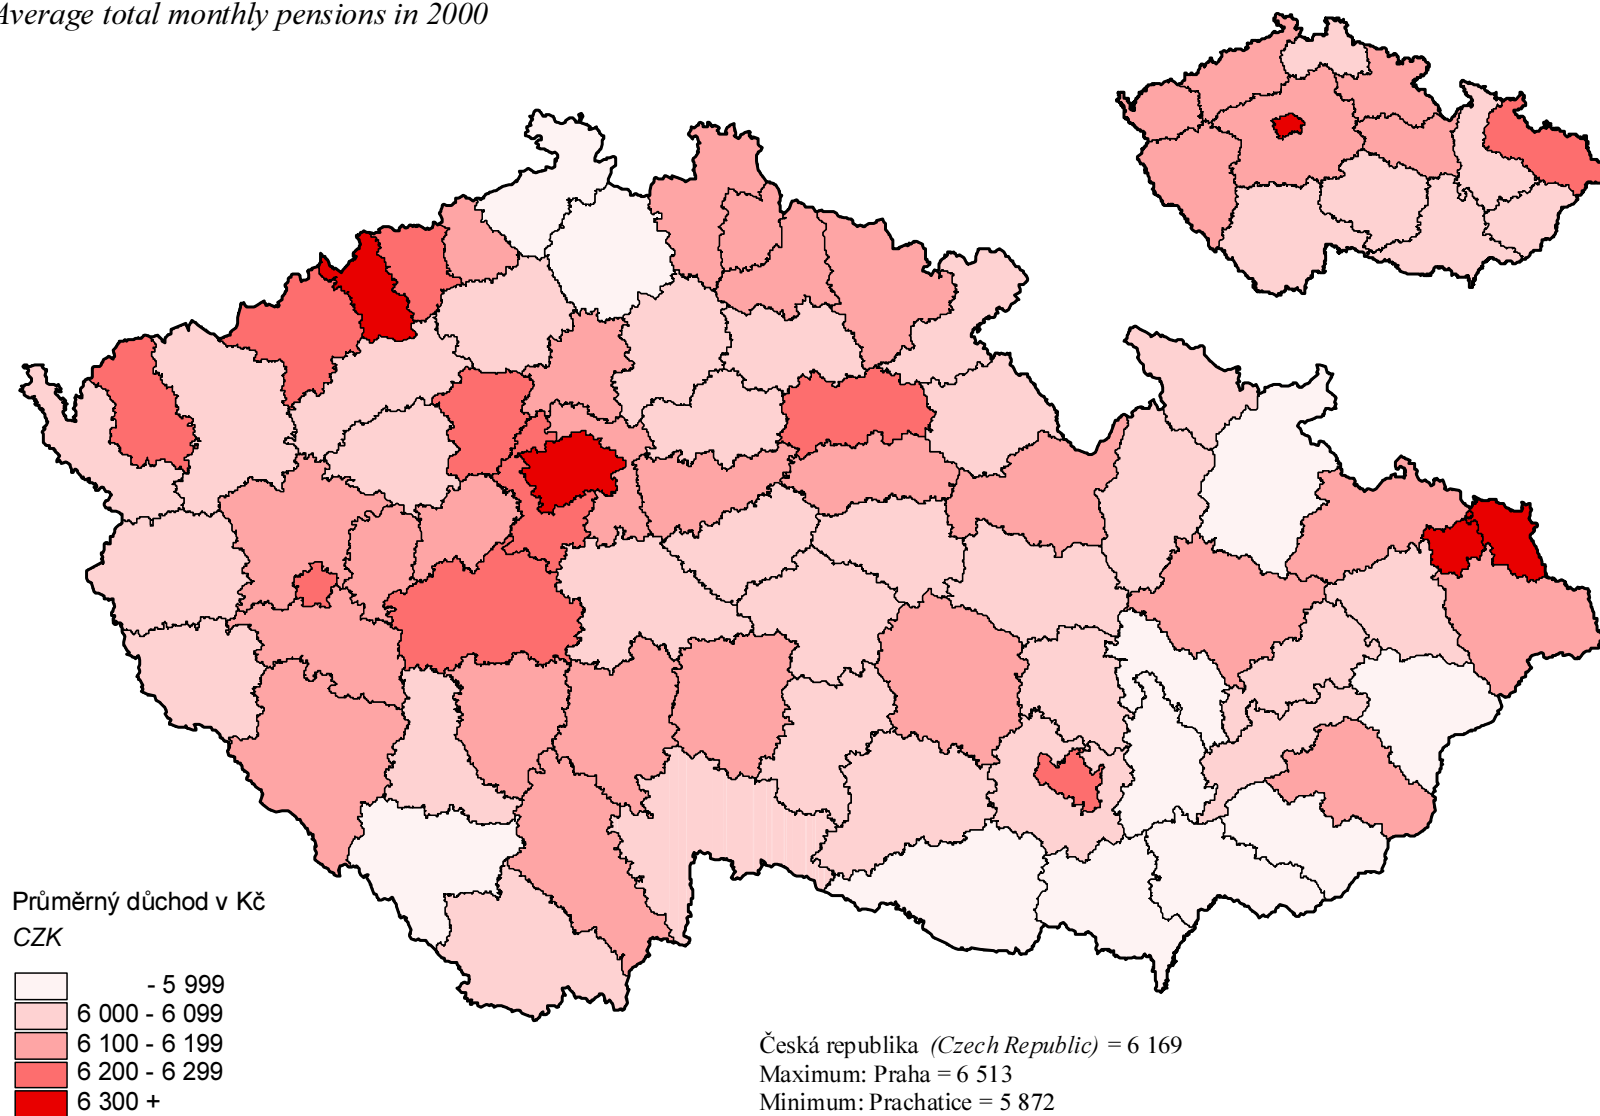 Average total monthly pensions in 2000
Průměrný důchod v Kč
CZK
- 5 999
6 000 - 6 099
6 100 - 6 199
6 200 - 6 299
6 300 +
Česká republika (Czech Republic) = 6 169
Maximum: Praha = 6 513
Minimum: Prachatice = 5 872